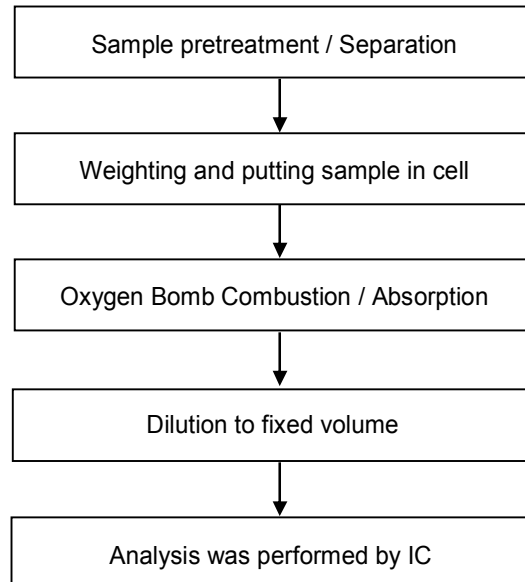 Sample pretreatment / Separation
Weighting and putting sample in cell
Oxygen Bomb Combustion / Absorption
Dilution to fixed volume
Analysis was performed by IC